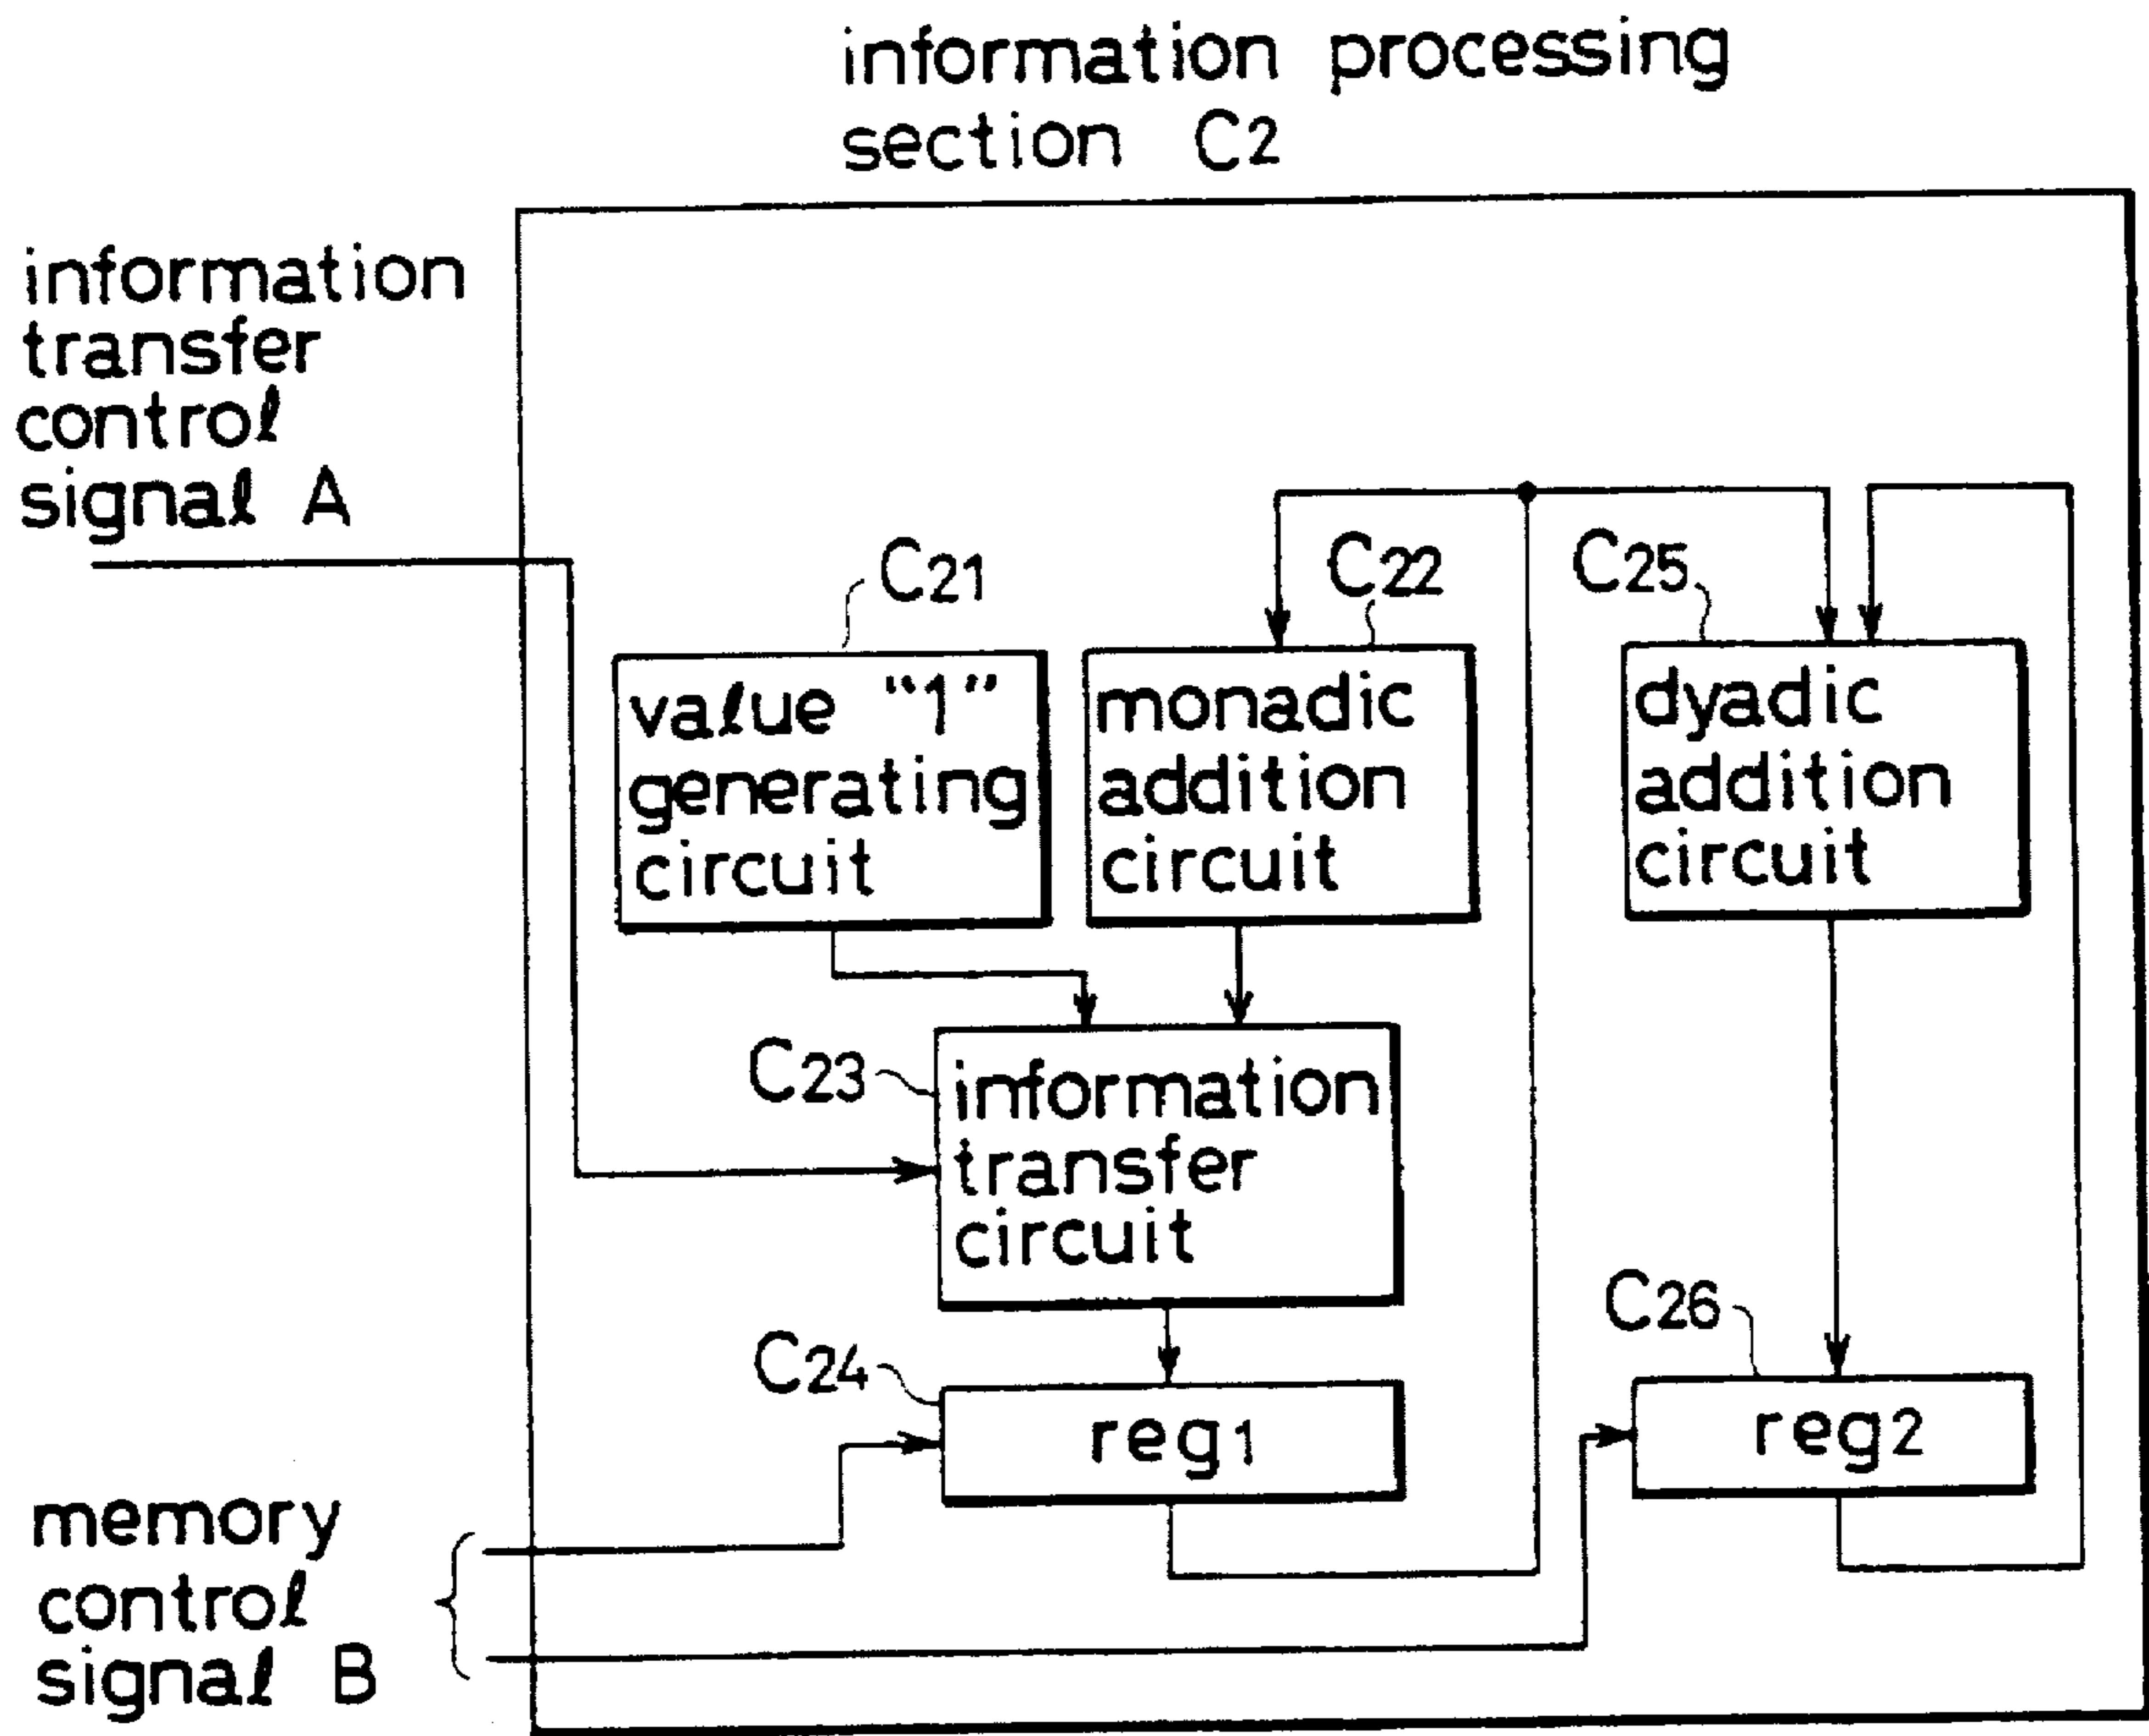 information processing
section C2
information
transfer
control
signal A
C21
C22
C25
value "1"
generating
circuit
monadic
addition
circuit
dyadic
addition
circuit
C23
information
transfer
circuit
C24
reg1
C26
reg2
memory
control
signal B